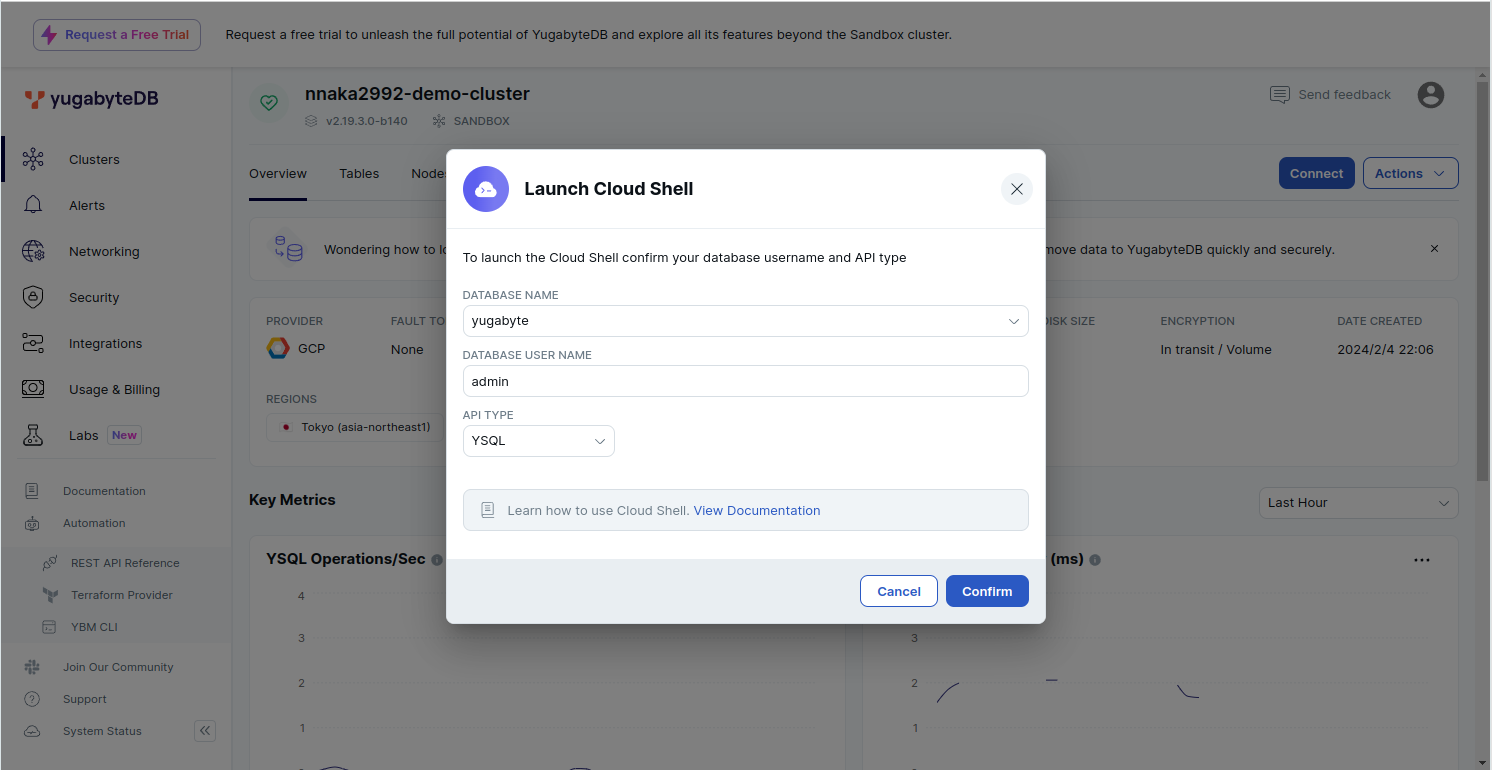 Request a Free Trial
Request a free trial to unleash the full potential of YugabyteDB and explore all its features beyond the Sandbox cluster.
yugabyteDB
Clusters
Alerts
Networking
Security
Integrations
Usage & Billing
Labs New
Documentation
Automation
REST API Reference
Terraform Provider
YBM CLI
Join Our Community
Support
System Status
nnaka2992-demo-cluster
v2.19.3.0-b140 SANDBOX
Send feedback
Overview Tables
Connect Actions
Wondering how to
move data to YugabyteDB quickly and securely.
PROVIDER FAULT
DISK SIZE ENCRYPTION DATE CREATED
GCP None
In transit / Volume 2024/2/4 22:06
REGIONS
Tokyo (asia-northeast1)
Launch Cloud Shell
To launch the Cloud Shell confirm your database username and API type
DATABASE NAME
yugabyte
DATABASE USER NAME
admin
API TYPE
YSQL
Learn how to use Cloud Shell. View Documentation
Cancel Confirm
Key Metrics
Last Hour
YSQL Operations/Sec
4
3
2
1
(ms)
3
2
1